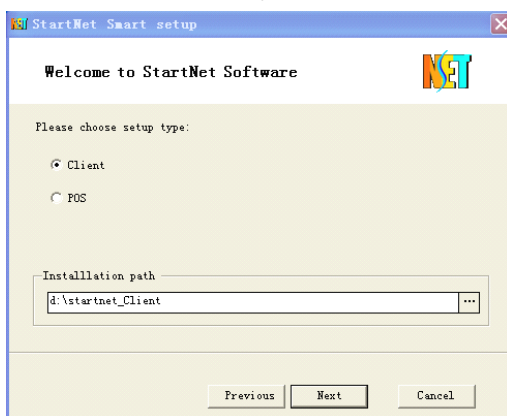 StartNet Smart setup
Welcome to StartNet Software
NSET
Please choose setup type:
Client
POS
Installlation path
d:\startnet_Client
...
Previous Next Cancel